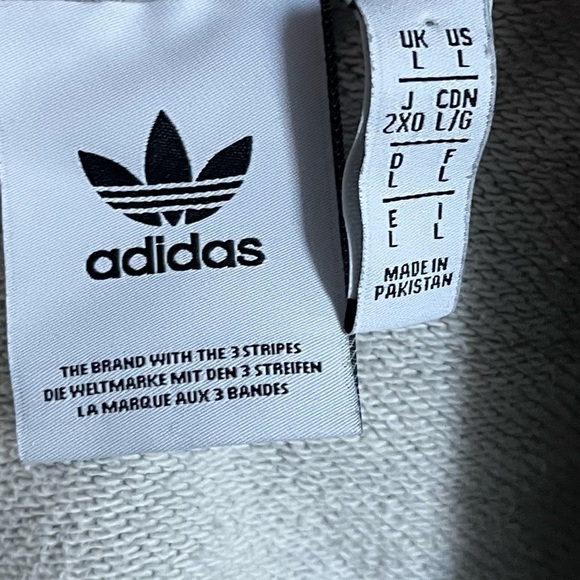 adidas
THE BRAND WITH THE 3 STRIPES
DIE WELTMARKE MIT DEN 3 STREIFEN
LA MARQUE AUX 3 BANDES
UK US
L L
J CDN
2XO L/G
D F
L L
E I
L L
MADE IN
PAKISTAN